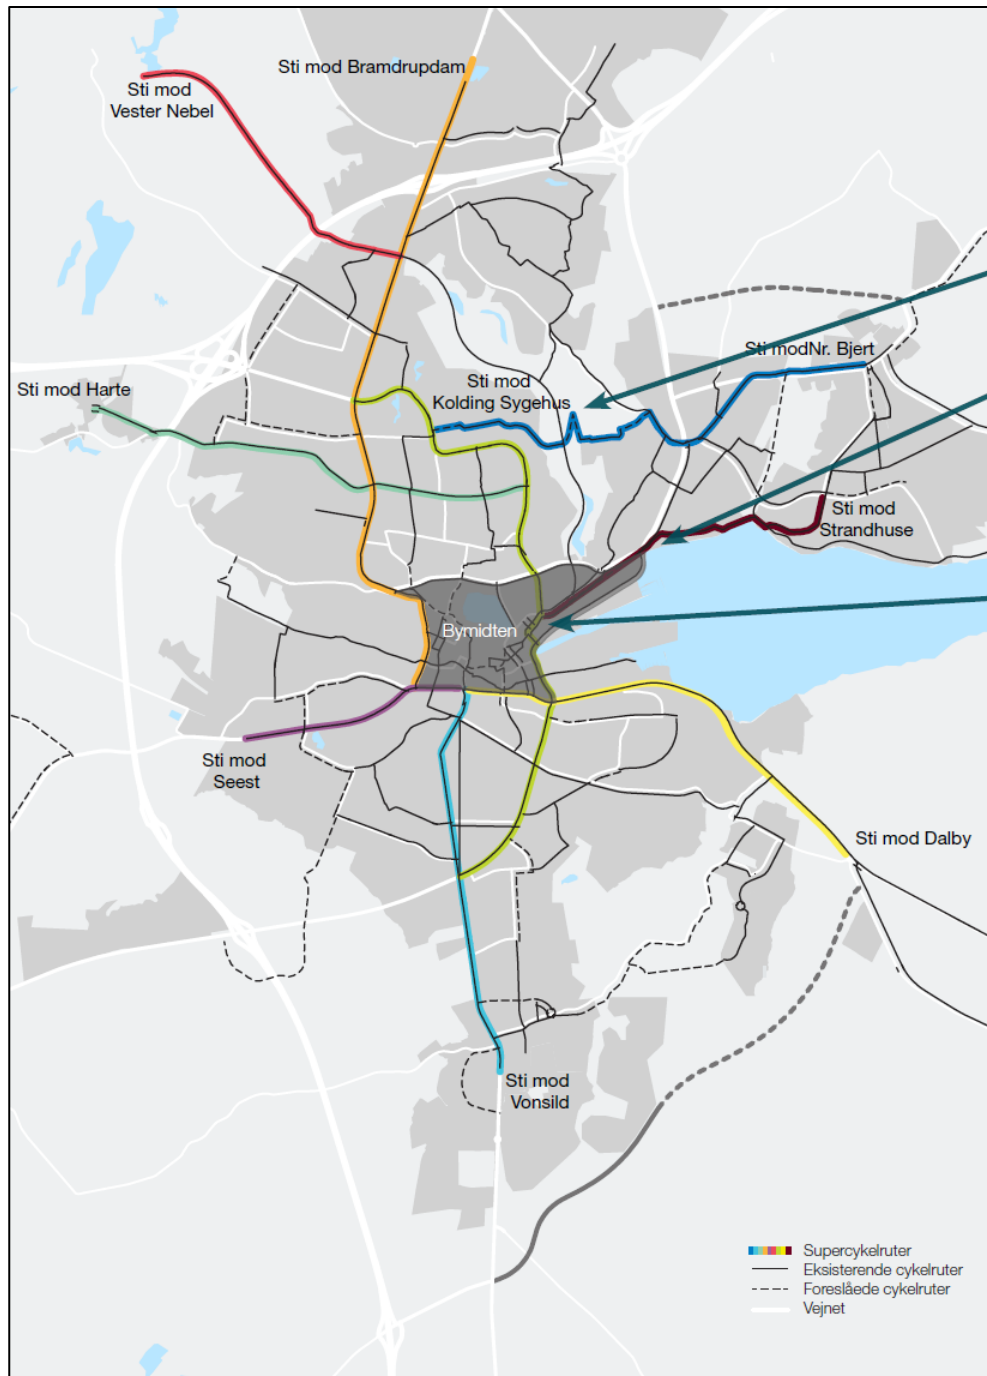 Sti mod Bramdrupdam
Sti mod
Vester Nebel
Sti modNr. Bjert
Sti mod Harte
Sti mod
Kolding Sygehus
Sti mod
Strandhuse
Bymidten
Sti mod
Seest
Sti mod Dalby
Sti mod
Vonsild
Supercykelruter
Eksisterende cykelruter
Foreslåede cykelruter
Vejnet